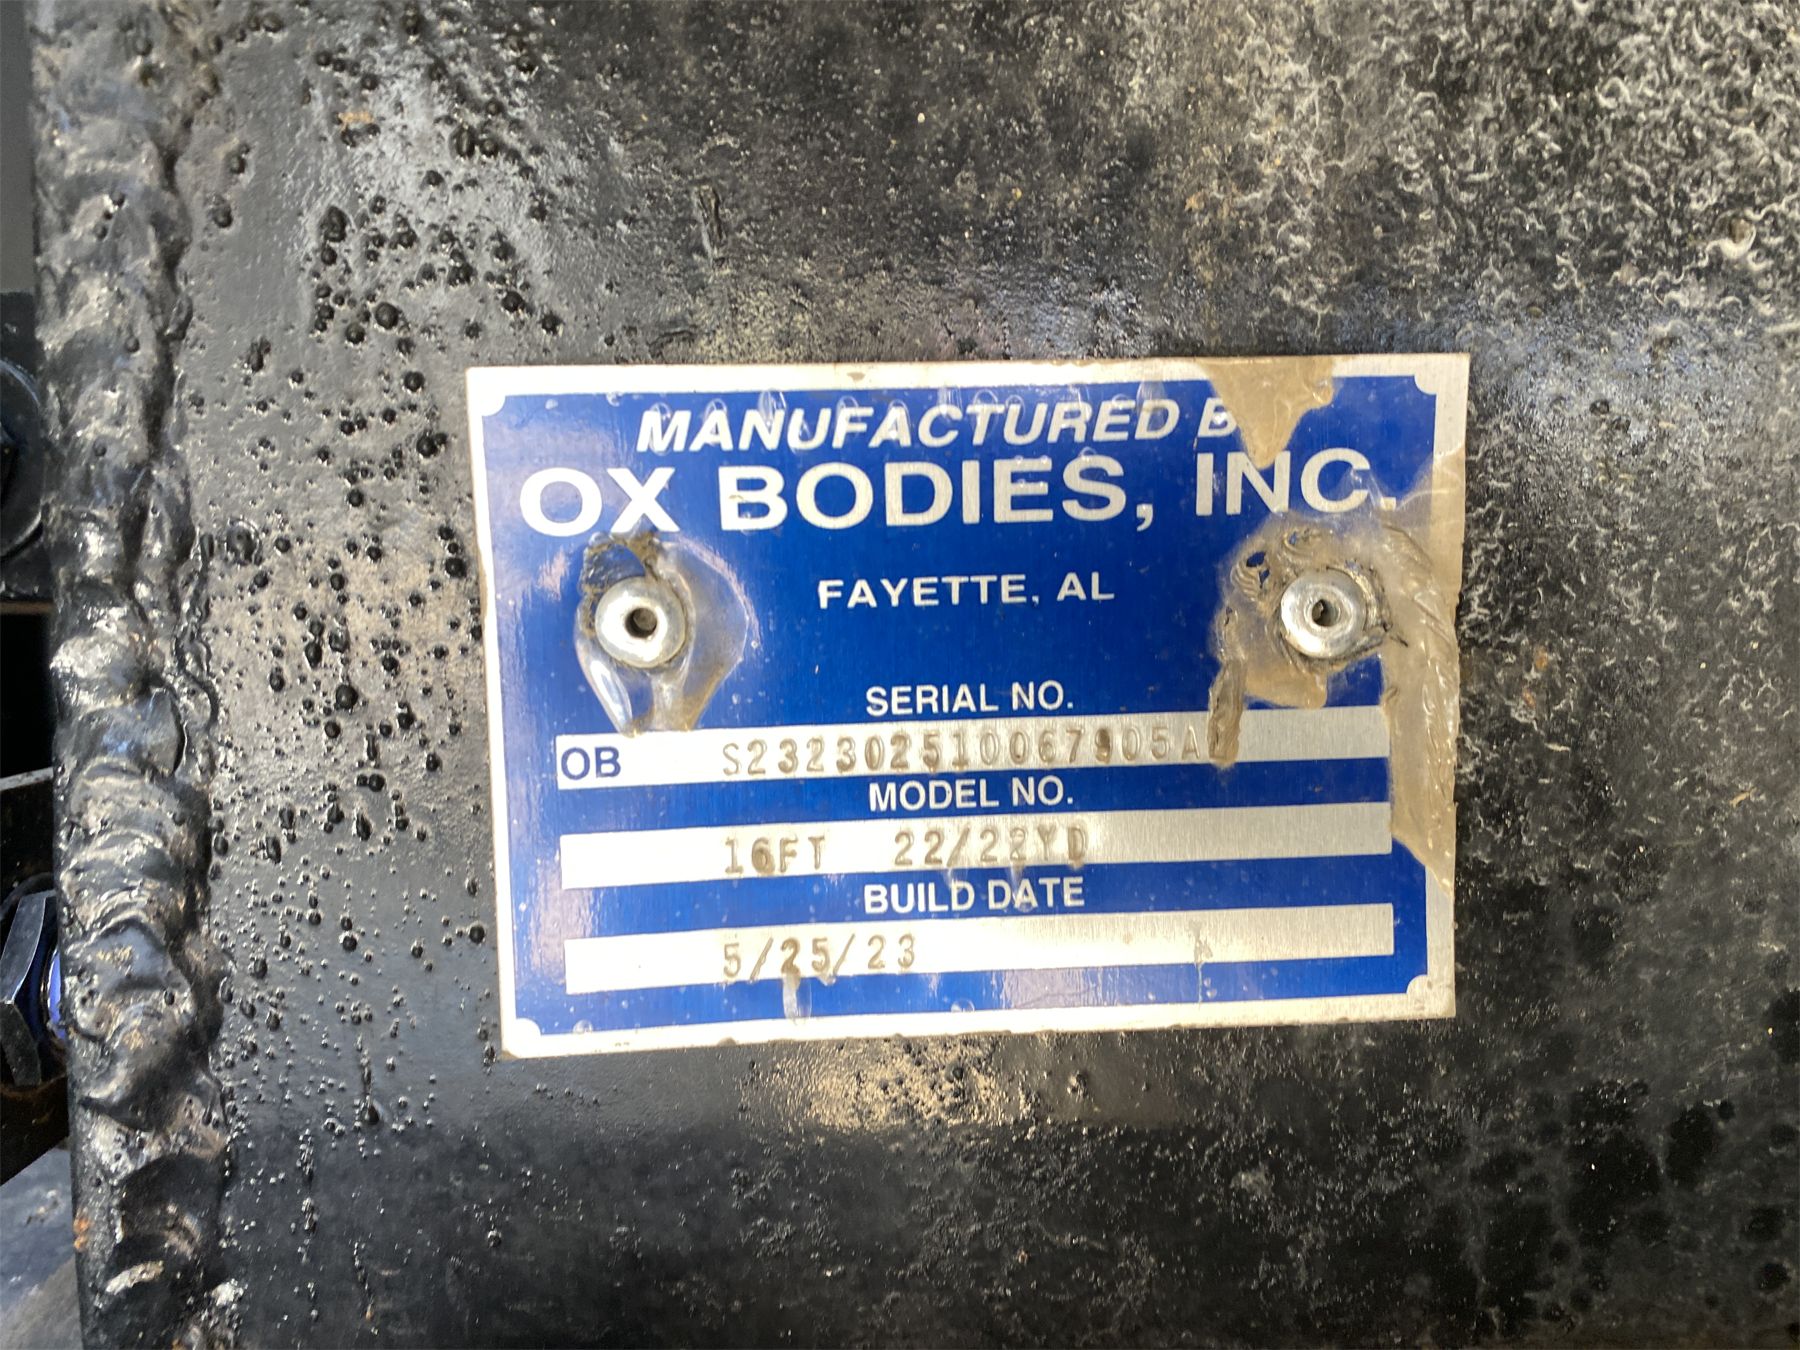 MANUFACTURED B
OX BODIES, INC.
FAYETTE, AL
SERIAL NO.
OB S232302510067905A
MODEL NO.
16FT 22/22YD
BUILD DATE
5/25/23